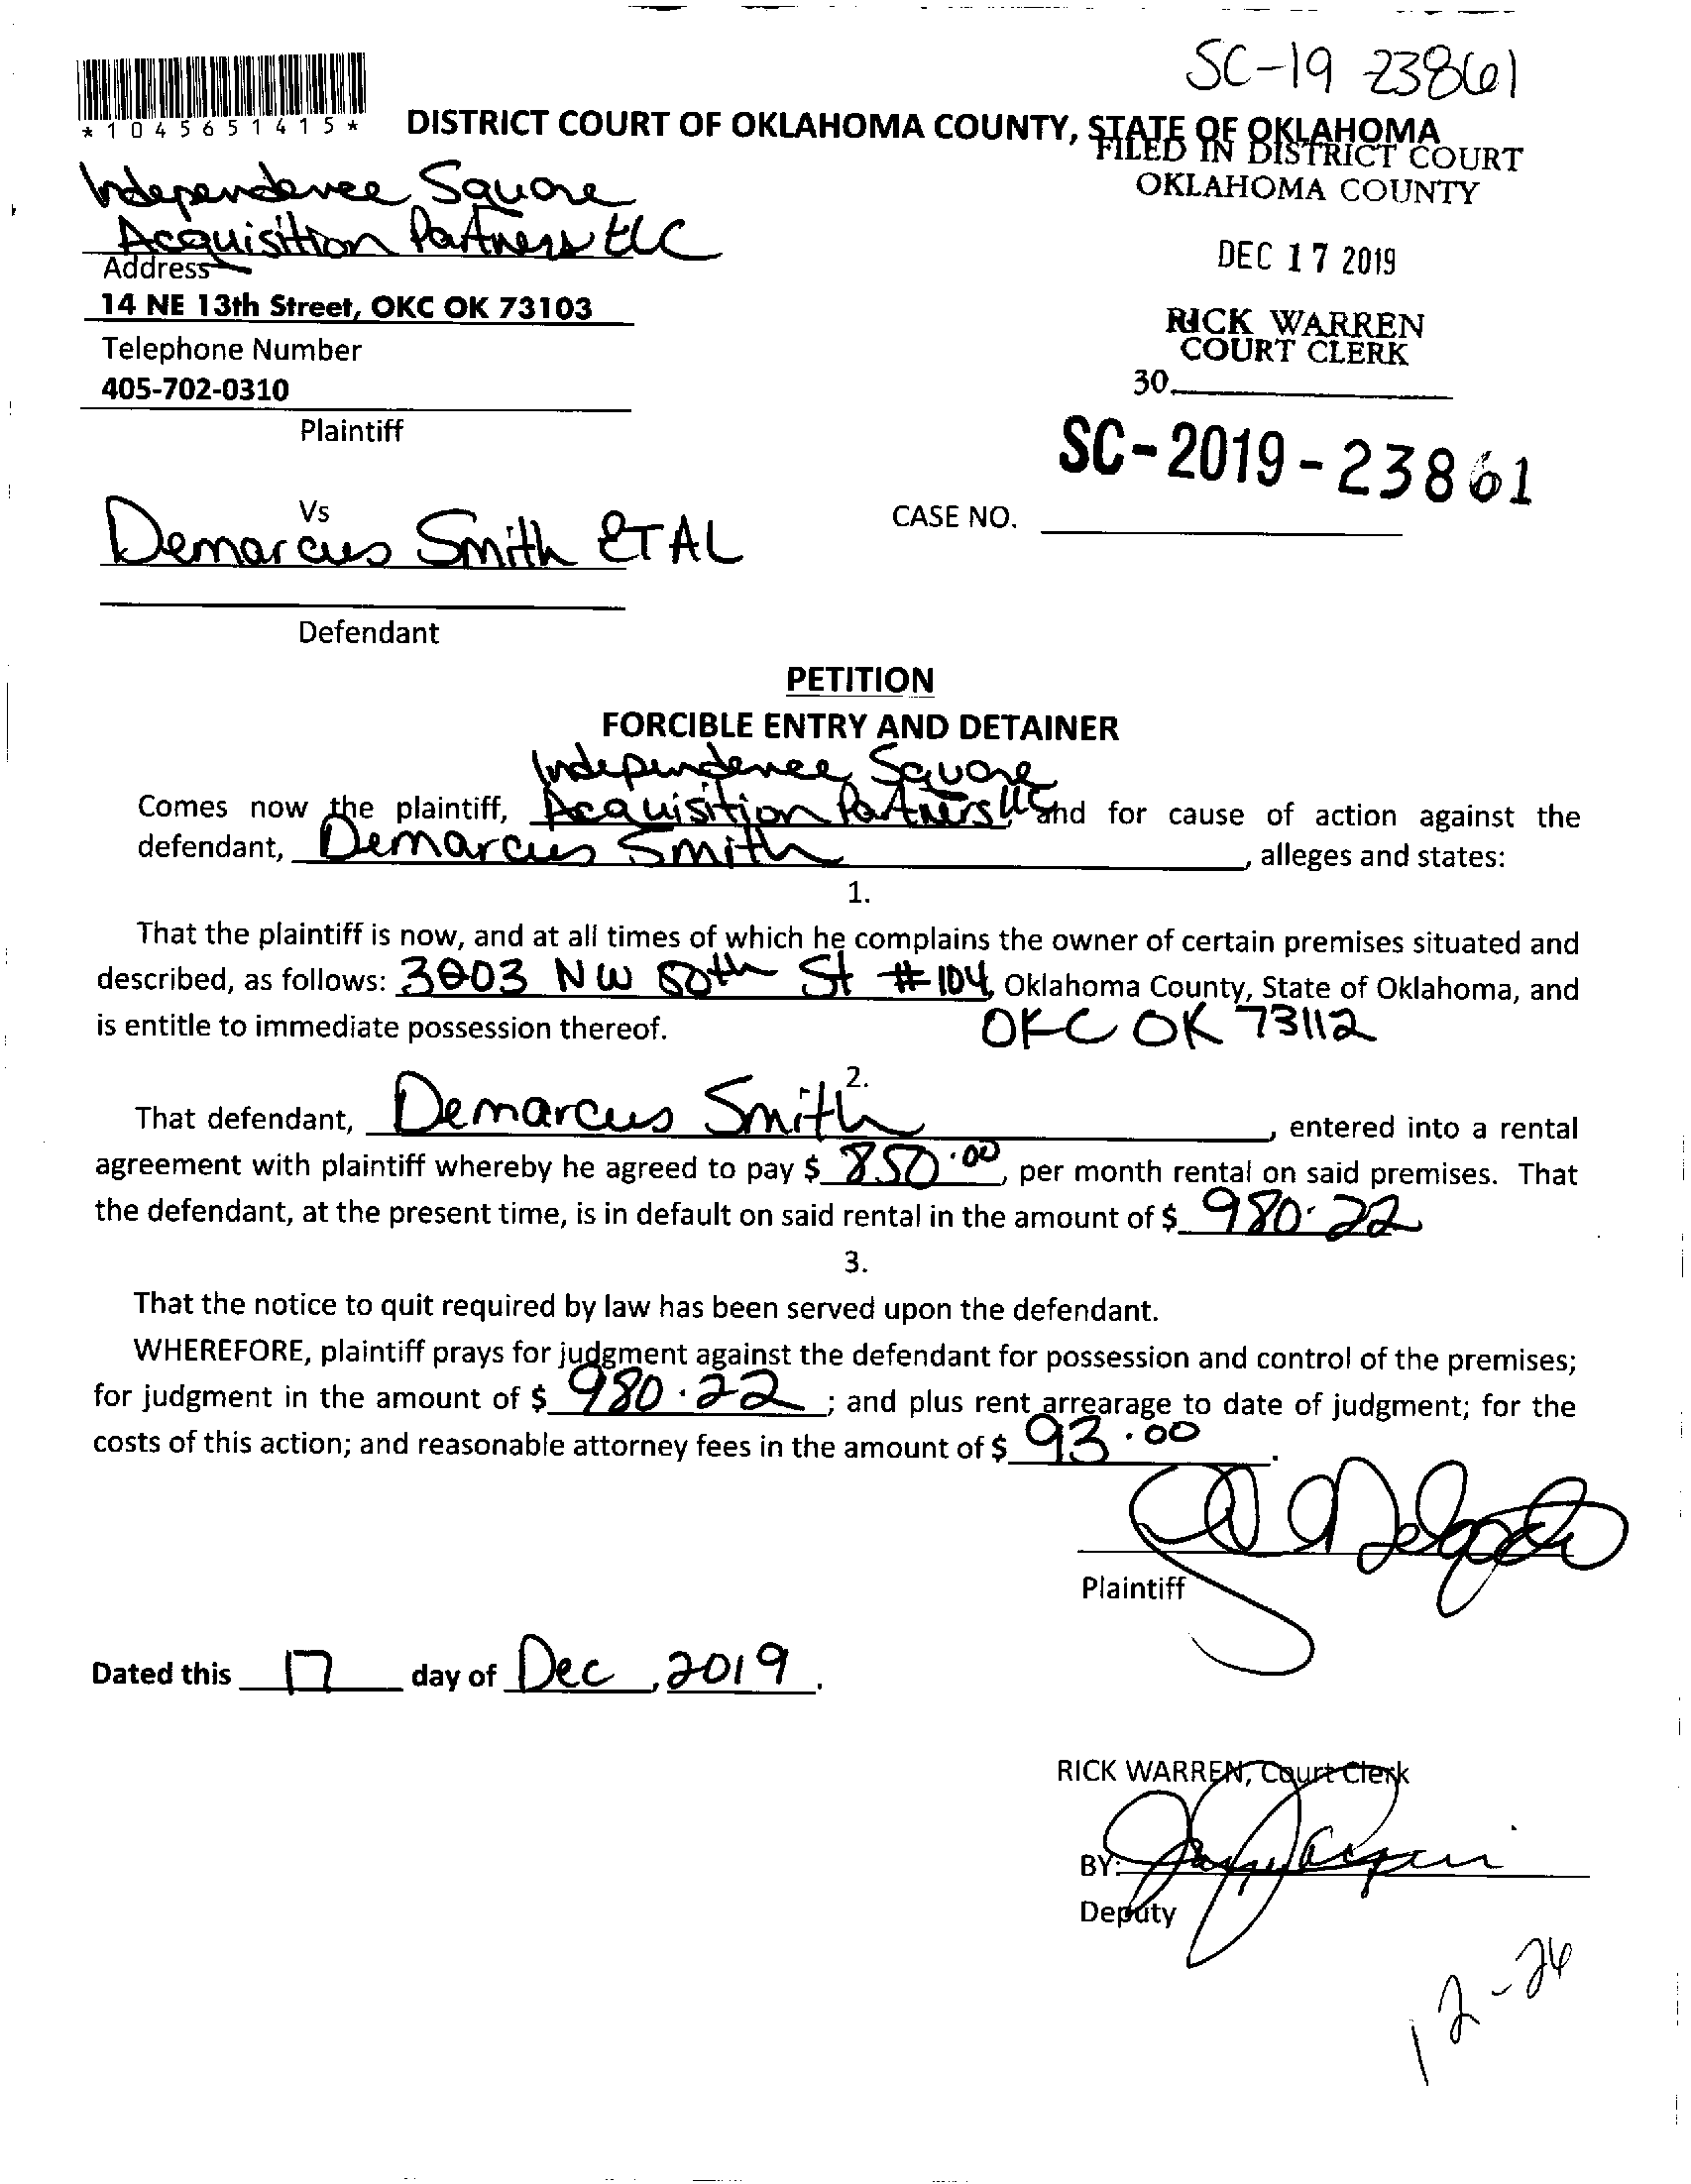 SC-19 23861
*1045651415*
DISTRICT COURT OF OKLAHOMA COUNTY, STATE OF OKLAHOMA
FILED IN DISTRICT COURT
OKLAHOMA COUNTY
Independence Square
Acquisition Partners LLC
Address
14 NE 13th Street, OKC OK 73103
Telephone Number
405-702-0310
Plaintiff
DEC 17 2019
RICK WARREN
COURT CLERK
30
SC-2019-23861
CASE NO.
Vs
Demarcus Smith ETAL
Defendant
PETITION
FORCIBLE ENTRY AND DETAINER
Independence Square
Comes now the plaintiff, Acquisition Partners LLC, and for cause of action against the
defendant, Demarcus Smith, alleges and states:
1.
That the plaintiff is now, and at all times of which he complains the owner of certain premises situated and
described, as follows: 3003 NW 50th St #104, Oklahoma County, State of Oklahoma, and
is entitle to immediate possession thereof. OKC OK 73112
2.
That defendant, Demarcus Smith, entered into a rental
agreement with plaintiff whereby he agreed to pay $ 850.00, per month rental on said premises. That
the defendant, at the present time, is in default on said rental in the amount of $ 980.22
3.
That the notice to quit required by law has been served upon the defendant.
WHEREFORE, plaintiff prays for judgment against the defendant for possession and control of the premises;
for judgment in the amount of $ 980.22; and plus rent arrearage to date of judgment; for the
costs of this action; and reasonable attorney fees in the amount of $ 93.00.
Plaintiff
Dated this 17 day of Dec, 2019.
RICK WARREN, Court Clerk
BY:
Deputy
12-26